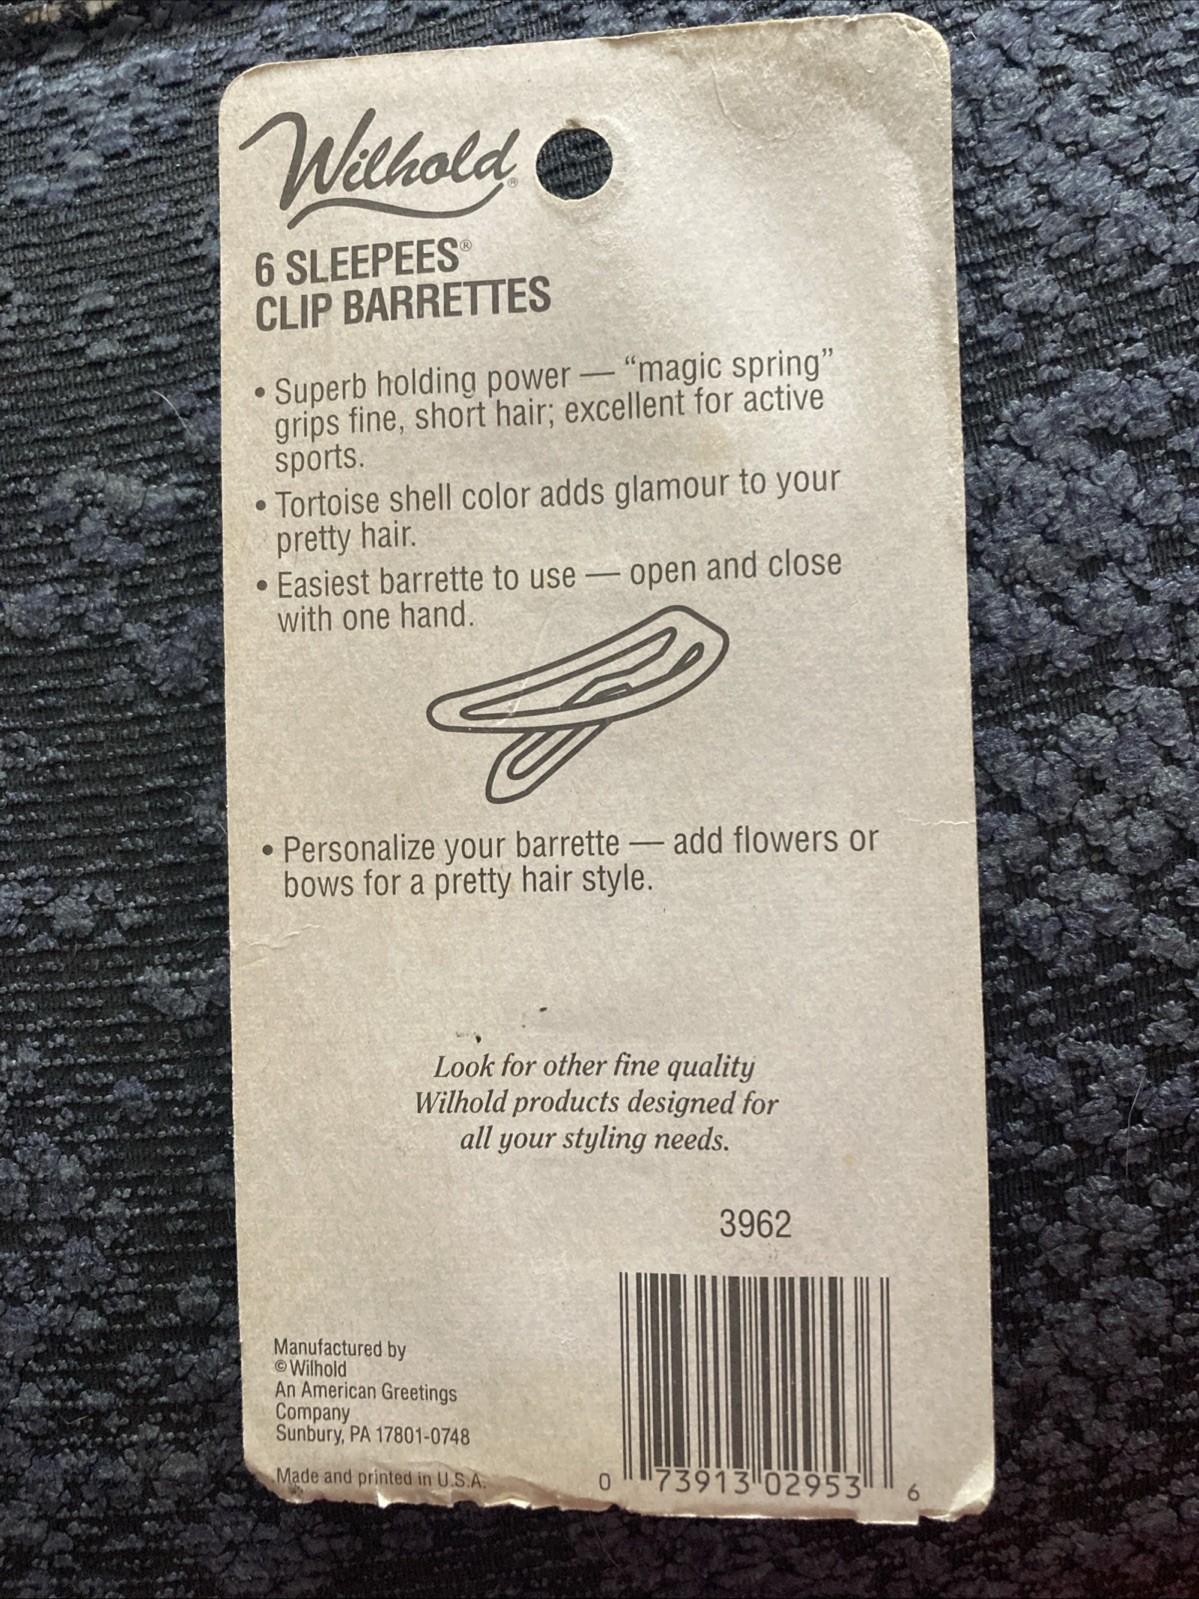 Wilhold®
6 SLEEPEES®
CLIP BARRETTES
• Superb holding power — “magic spring”
grips fine, short hair; excellent for active
sports.
• Tortoise shell color adds glamour to your
pretty hair.
• Easiest barrette to use — open and close
with one hand.
• Personalize your barrette — add flowers or
bows for a pretty hair style.
Look for other fine quality
Wilhold products designed for
all your styling needs.
3962
Manufactured by
© Wilhold
An American Greetings
Company
Sunbury, PA 17801-0748
Made and printed in U.S.A.
0 73913 02953 6